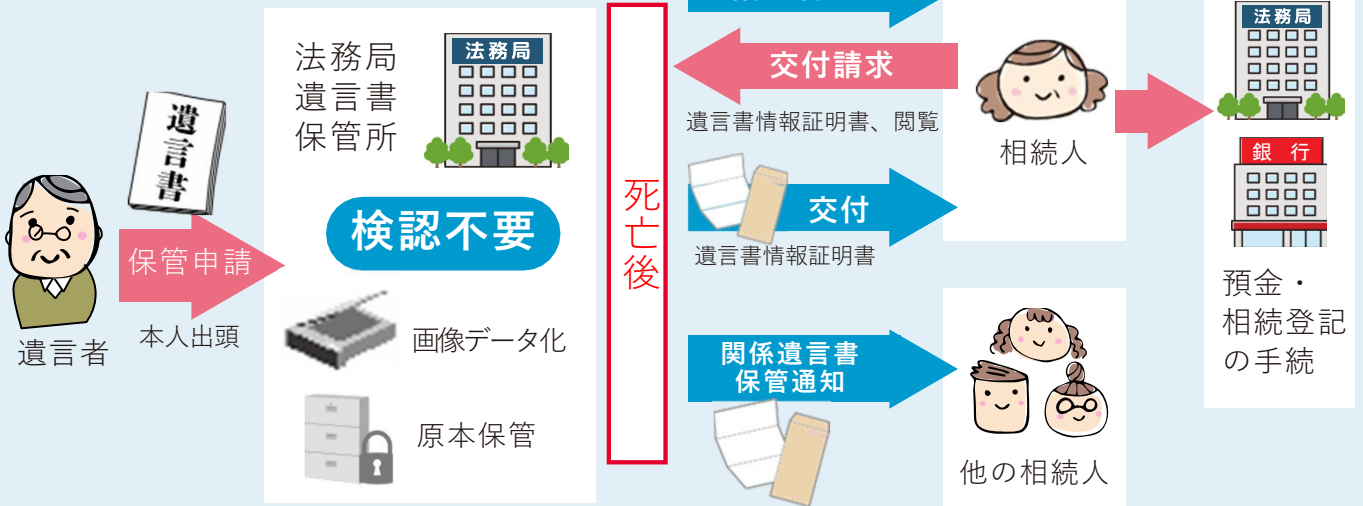 遺言書
遺言者
保管申請
本人出頭
法務局
遺言書
保管所
法務局
検認不要
画像データ化
原本保管
死亡後
交付請求
遺言書情報証明書、閲覧
交付
遺言書情報証明書
関係遺言書
保管通知
相続人
他の相続人
法務局
銀行
預金・
相続登記
の手続